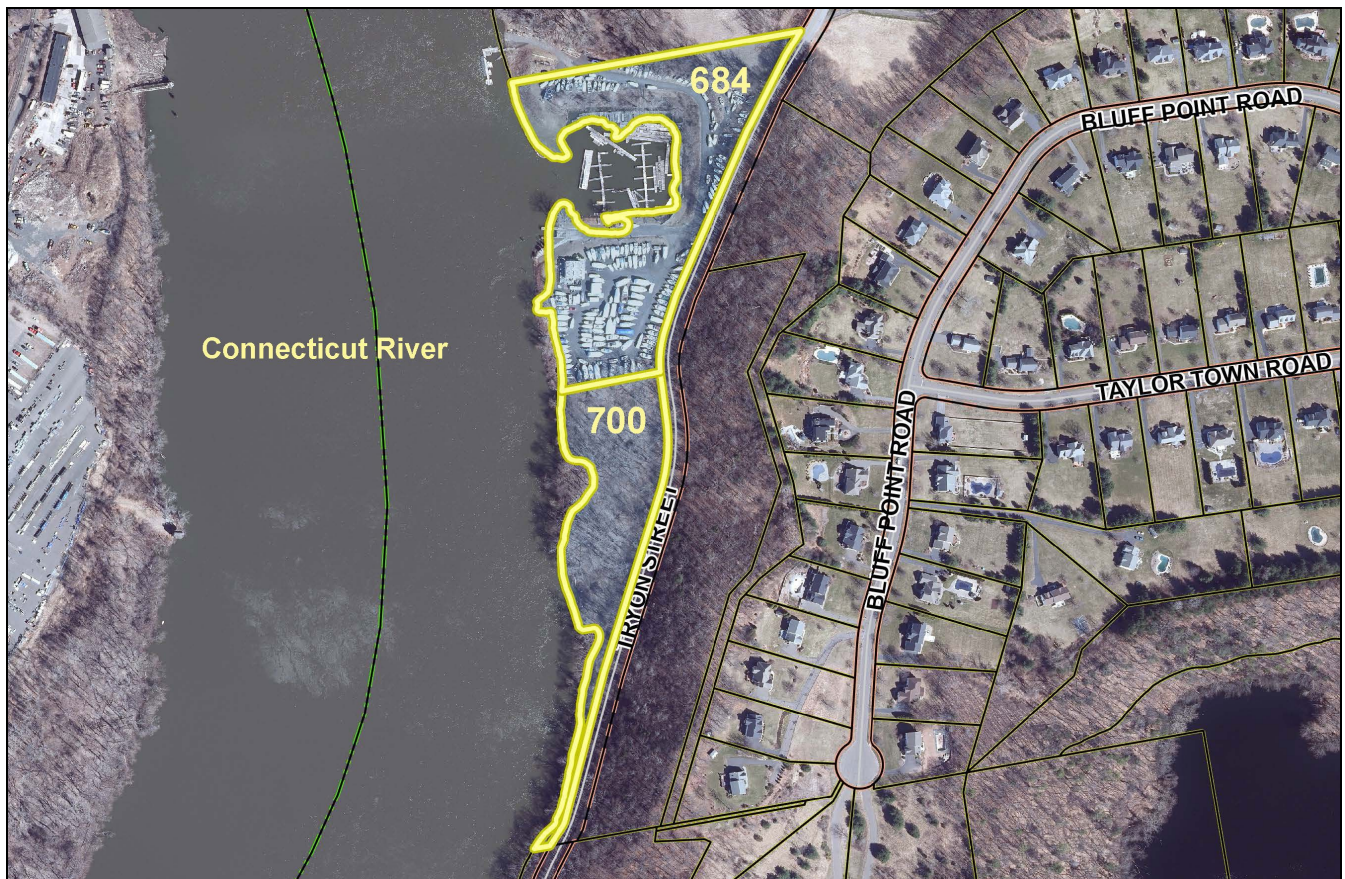 684
BLUFF POINT ROAD
Connecticut River
TAYLOR TOWN ROAD
700
BLUFF POINT ROAD
TRYON STREET